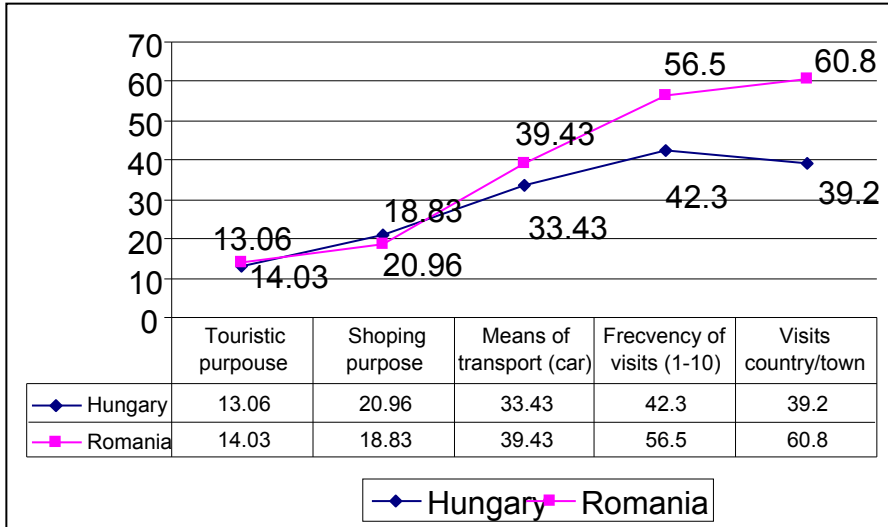 70
60
50
40
30
20
10
0
56.5
60.8
39.43
18.83
13.06
14.03
20.96
33.43
42.3
39.2
Touristic purpouse
Shoping purpose
Means of transport (car)
Frecvency of visits (1-10)
Visits country/town
Hungary 13.06 20.96 33.43 42.3 39.2
Romania 14.03 18.83 39.43 56.5 60.8
Hungary Romania